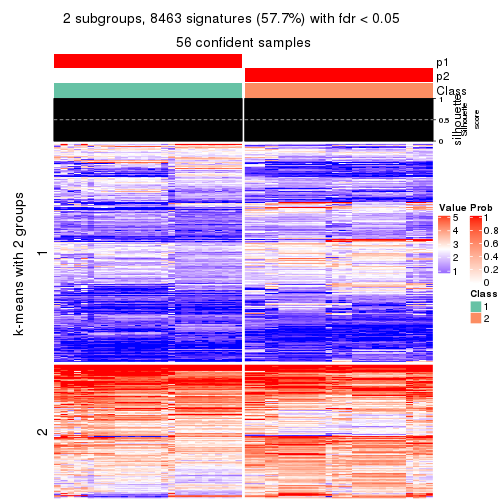 2 subgroups, 8463 signatures (57.7%) with fdr < 0.05
56 confident samples
p1
p2
Class
1
0.5
0
silhouette
Silhouette
score
k-means with 2 groups
1
2
Value
5
4
3
2
1
Prob
1
0.8
0.6
0.4
0.2
0
Class
1
2